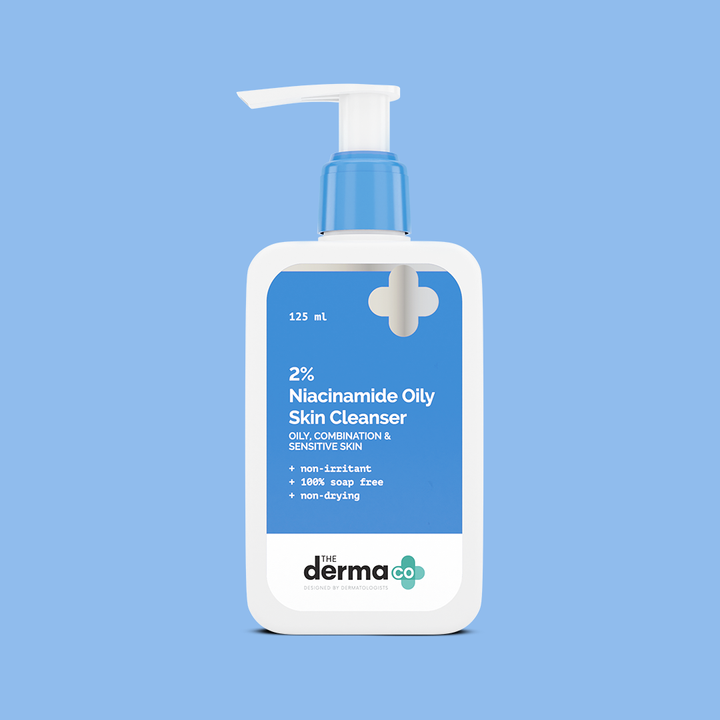 125 ml
2%
Niacinamide Oily
Skin Cleanser
OILY, COMBINATION &
SENSITIVE SKIN
+ non-irritant
+ 100% soap free
+ non-drying
THE
derma co
DESIGNED BY DERMATOLOGISTS